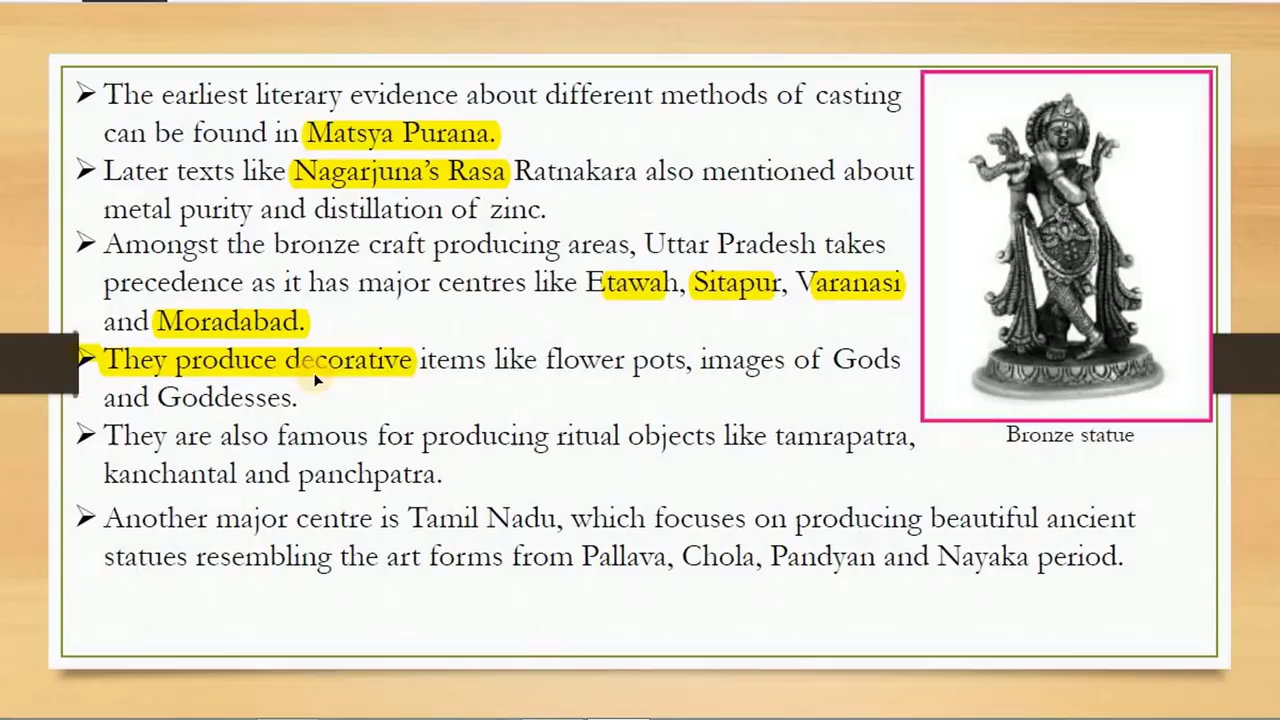 ➢ The earliest literary evidence about different methods of casting
can be found in Matsya Purana.
➢ Later texts like Nagarjuna's Rasa Ratnakara also mentioned about
metal purity and distillation of zinc.
➢ Amongst the bronze craft producing areas, Uttar Pradesh takes
precedence as it has major centres like Etawah, Sitapur, Varanasi
and Moradabad.
➢ They produce decorative items like flower pots, images of Gods
and Goddesses.
➢ They are also famous for producing ritual objects like tamrapatra,
kanchantal and panchpatra.
➢ Another major centre is Tamil Nadu, which focuses on producing beautiful ancient
statues resembling the art forms from Pallava, Chola, Pandyan and Nayaka period.
Bronze statue